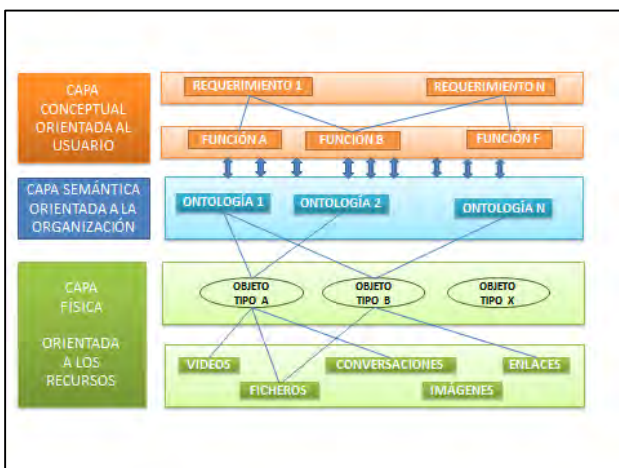 CAPA
CONCEPTUAL
ORIENTADA AL
USUARIO
REQUERIMIENTO 1
REQUERIMIENTO N
FUNCIÓN A
FUNCIÓN B
FUNCIÓN F
CAPA SEMÁNTICA
ORIENTADA A LA
ORGANIZACIÓN
ONTOLOGÍA 1
ONTOLOGÍA 2
ONTOLOGÍA N
CAPA
FÍSICA
ORIENTADA
A LOS
RECURSOS
OBJETO
TIPO A
OBJETO
TIPO B
OBJETO
TIPO X
VIDEOS
CONVERSACIONES
ENLACES
FICHEROS
IMÁGENES